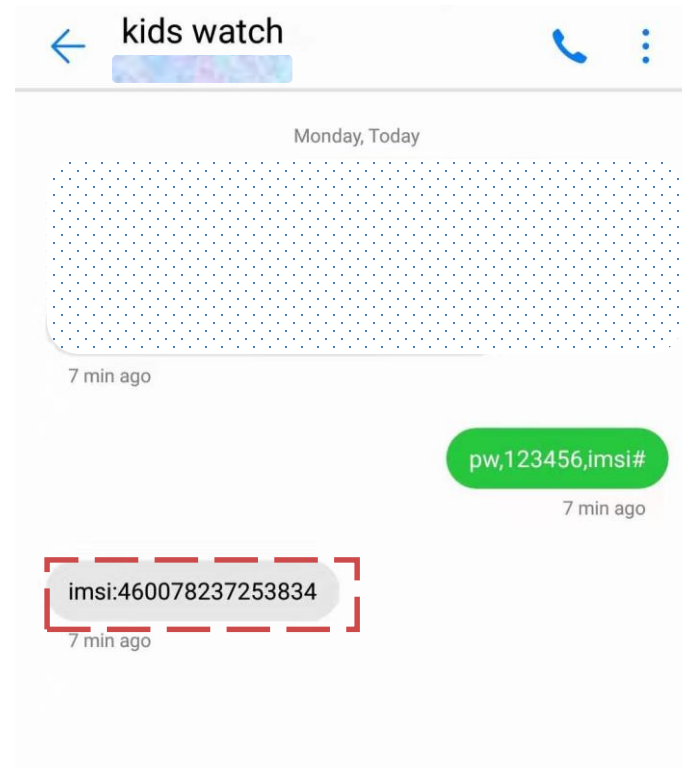 kids watch
Monday, Today
7 min ago
pw,123456,imsi#
7 min ago
imsi:460078237253834
7 min ago